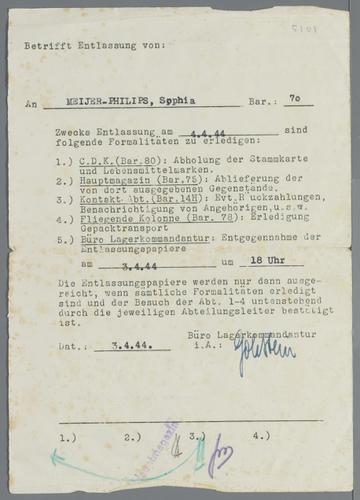 5101
Betrifft Entlassung von:
An MEIJER-PHILIPS, Sophia Bar.: 70
Zwecks Entlassung am 4.4.44 sind
folgende Formalitäten zu erledigen:
1.) C.D.K.(Bar.80): Abholung der Stammkarte
und Lebensmittelmarken.
2.) Hauptmagazin (Bar.75): Ablieferung der
von dort ausgegebenen Gegenstände.
3.) Kontakt Abt.(Bar.14H): Evt.Rückzahlungen,
Benachrichtigung von Angehörigen,u.s.w.
4.) Fliegende Kolonne (Bar. 78): Erledigung
Gepäcktransport
5.) Büro Lagerkommandantur: Entgegennahme der
Entlassungspapiere
am 3.4.44 um 18 Uhr
Die Entlassungspapiere werden nur dann ausge-
reicht, wenn samtliche Formalitäten erledigt
sind und der Besuch der Abt. 1-4 untenstehend
durch die jeweiligen Abteilungsleiter bestätigt
ist.
Büro Lagerkommandantur
Dat.: 3.4.44. i.A.:
1.) 2.) 3.) 4.)